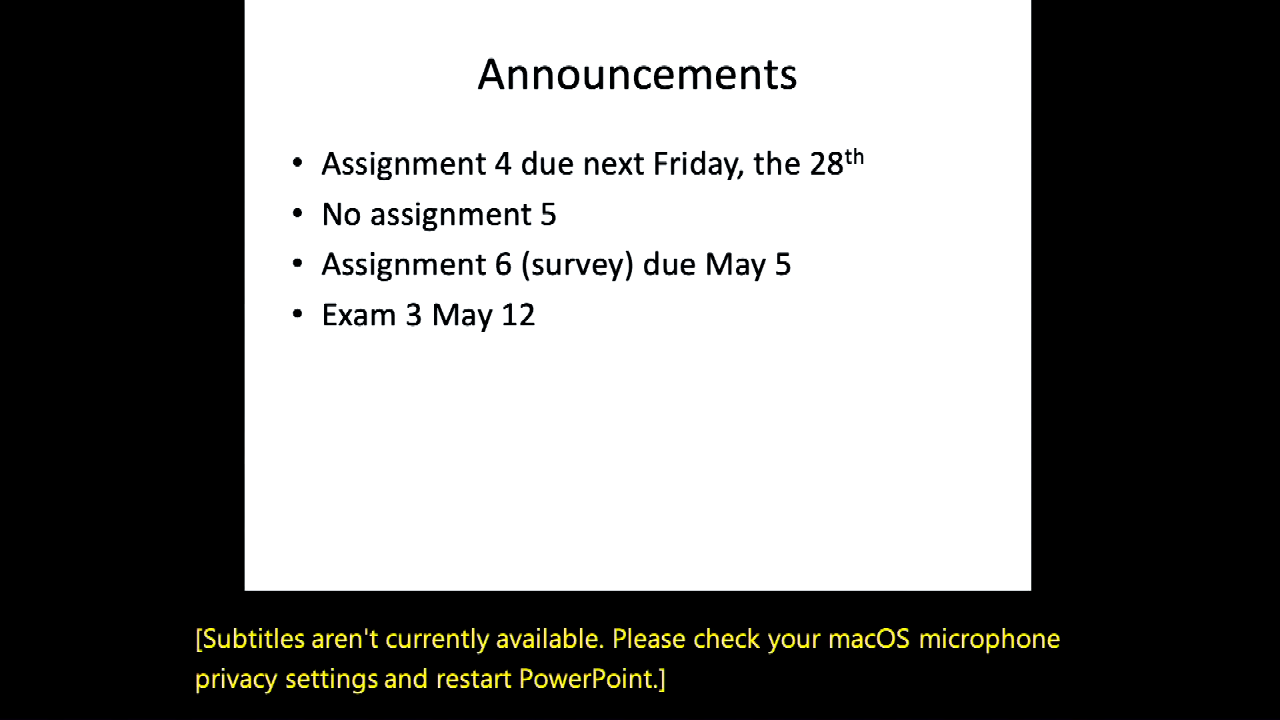 Announcements
• Assignment 4 due next Friday, the 28th
• No assignment 5
• Assignment 6 (survey) due May 5
• Exam 3 May 12
[Subtitles aren't currently available. Please check your macOS microphone
privacy settings and restart PowerPoint.]